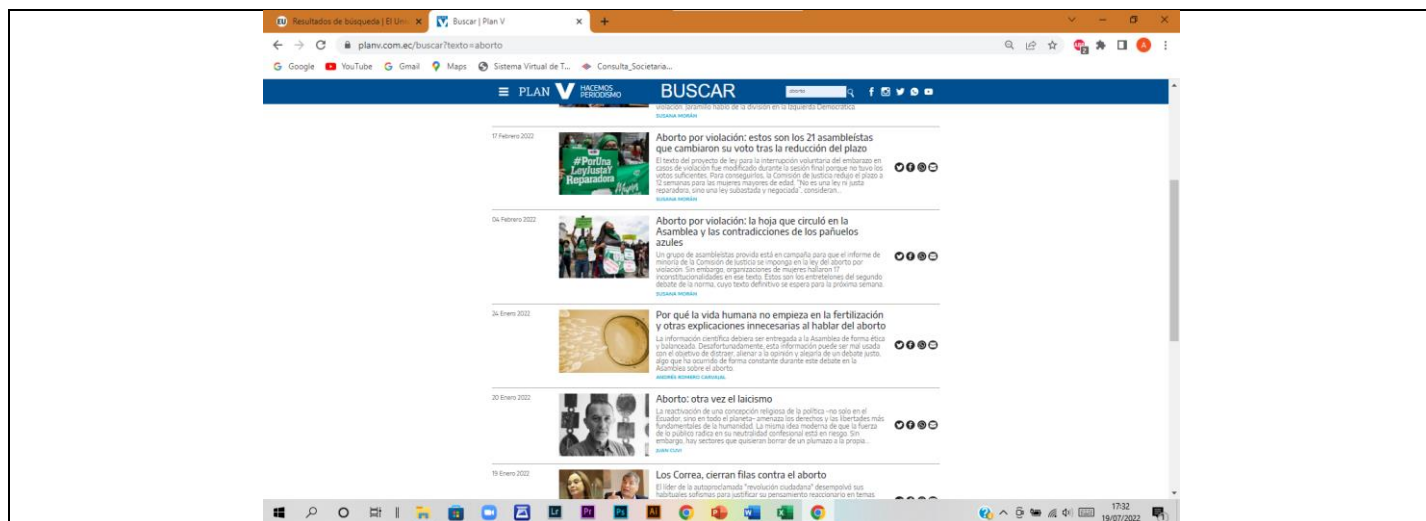 Resultados de búsqueda | El Uni
Buscar | Plan V
planv.com.ec/buscar?texto=aborto
Google YouTube Gmail Maps Sistema Virtual de T... Consulta_Societaria...
PLAN V HACEMOS PERIODISMO BUSCAR aborto
violación. Jaramillo habló de la división en la Izquierda Democrática.
SUSANA MORÁN
17 Febrero 2022
#PorUna
LeyJustaY
Reparadora
Mujer
Aborto por violación: estos son los 21 asambleístas
que cambiaron su voto tras la reducción del plazo
El texto del proyecto de ley para la interrupción voluntaria del embarazo en
casos de violación fue modificado durante la sesión final porque no tuvo los
votos suficientes. Para conseguirlos, la Comisión de Justicia redujo el plazo a
12 semanas para las mujeres mayores de edad. "No es una ley ni justa
reparadora, sino una ley subastada y negociada", consideran...
SUSANA MORÁN
04 Febrero 2022
Aborto por violación: la hoja que circuló en la
Asamblea y las contradicciones de los pañuelos
azules
Un grupo de asambleístas provida está en campaña para que el informe de
minoría de la Comisión de Justicia se imponga en la ley del aborto por
violación. Sin embargo, organizaciones de mujeres hallaron 17
inconstitucionalidades en ese texto. Estos son los entretelones del segundo
debate de la norma, cuyo texto definitivo se espera para la próxima semana.
SUSANA MORÁN
24 Enero 2022
Por qué la vida humana no empieza en la fertilización
y otras explicaciones innecesarias al hablar del aborto
La información científica debiera ser entregada a la Asamblea de forma ética
y balanceada. Desafortunadamente, esta información puede ser mal usada
con el objetivo de distraer, alienar a la opinión y alejarla de un debate justo,
algo que ha ocurrido de forma constante durante este debate en la
Asamblea sobre el aborto.
ANDRÉS ROMERO CARVAJAL
20 Enero 2022
Aborto: otra vez el laicismo
La reactivación de una concepción religiosa de la política –no solo en el
Ecuador, sino en todo el planeta– amenaza los derechos y las libertades más
fundamentales de la humanidad. La misma idea moderna de que la fuerza
de lo público radica en su neutralidad confesional está en riesgo. Sin
embargo, hay sectores que quisieran borrar de un plumazo a la propia...
JUAN CUVI
19 Enero 2022
Los Correa, cierran filas contra el aborto
El líder de la autoproclamada "revolución ciudadana" desempolvó sus
habituales sofismas para justificar su pensamiento reaccionario en temas
17:32
19/07/2022